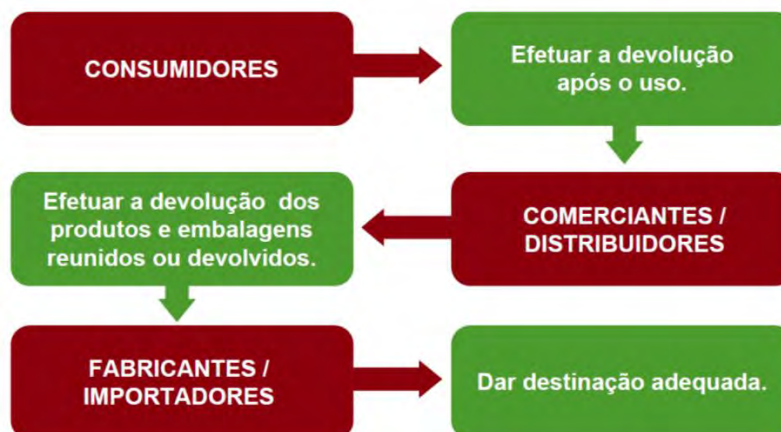 CONSUMIDORES
Efetuar a devolução
após o uso.
COMERCIANTES /
DISTRIBUIDORES
Efetuar a devolução dos
produtos e embalagens
reunidos ou devolvidos.
FABRICANTES /
IMPORTADORES
Dar destinação adequada.